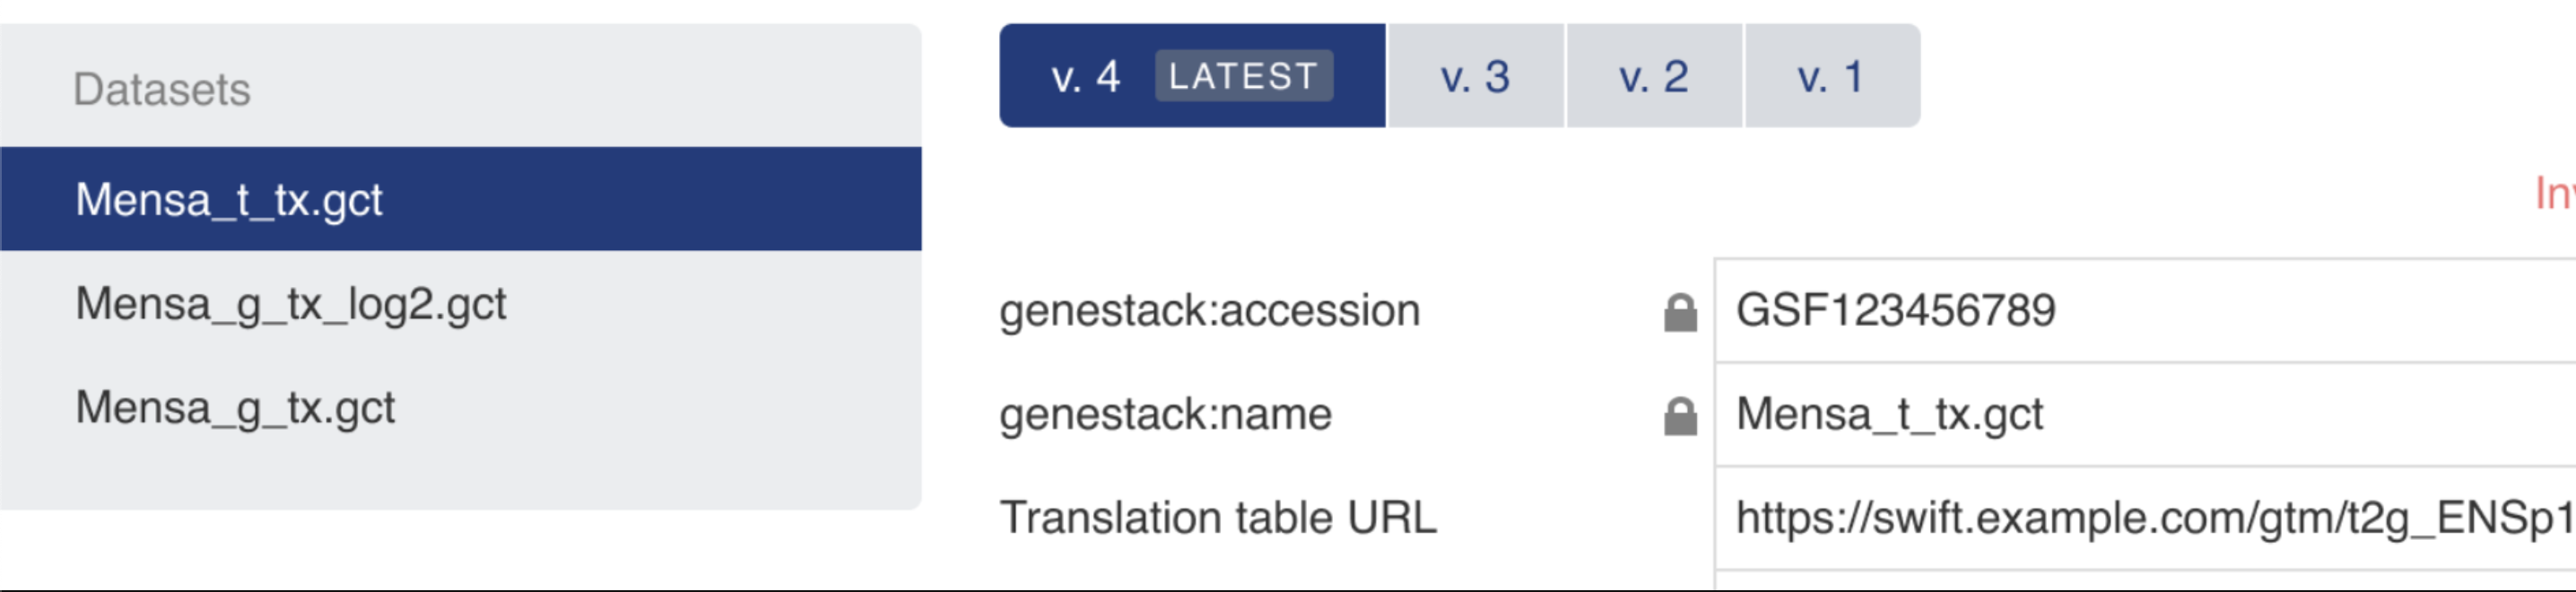 Datasets
Mensa_t_tx.gct
Mensa_g_tx_log2.gct
Mensa_g_tx.gct
v. 4 LATEST v. 3 v. 2 v. 1
genestack:accession GSF123456789
genestack:name Mensa_t_tx.gct
Translation table URL https://swift.example.com/gtm/t2g_ENSp1